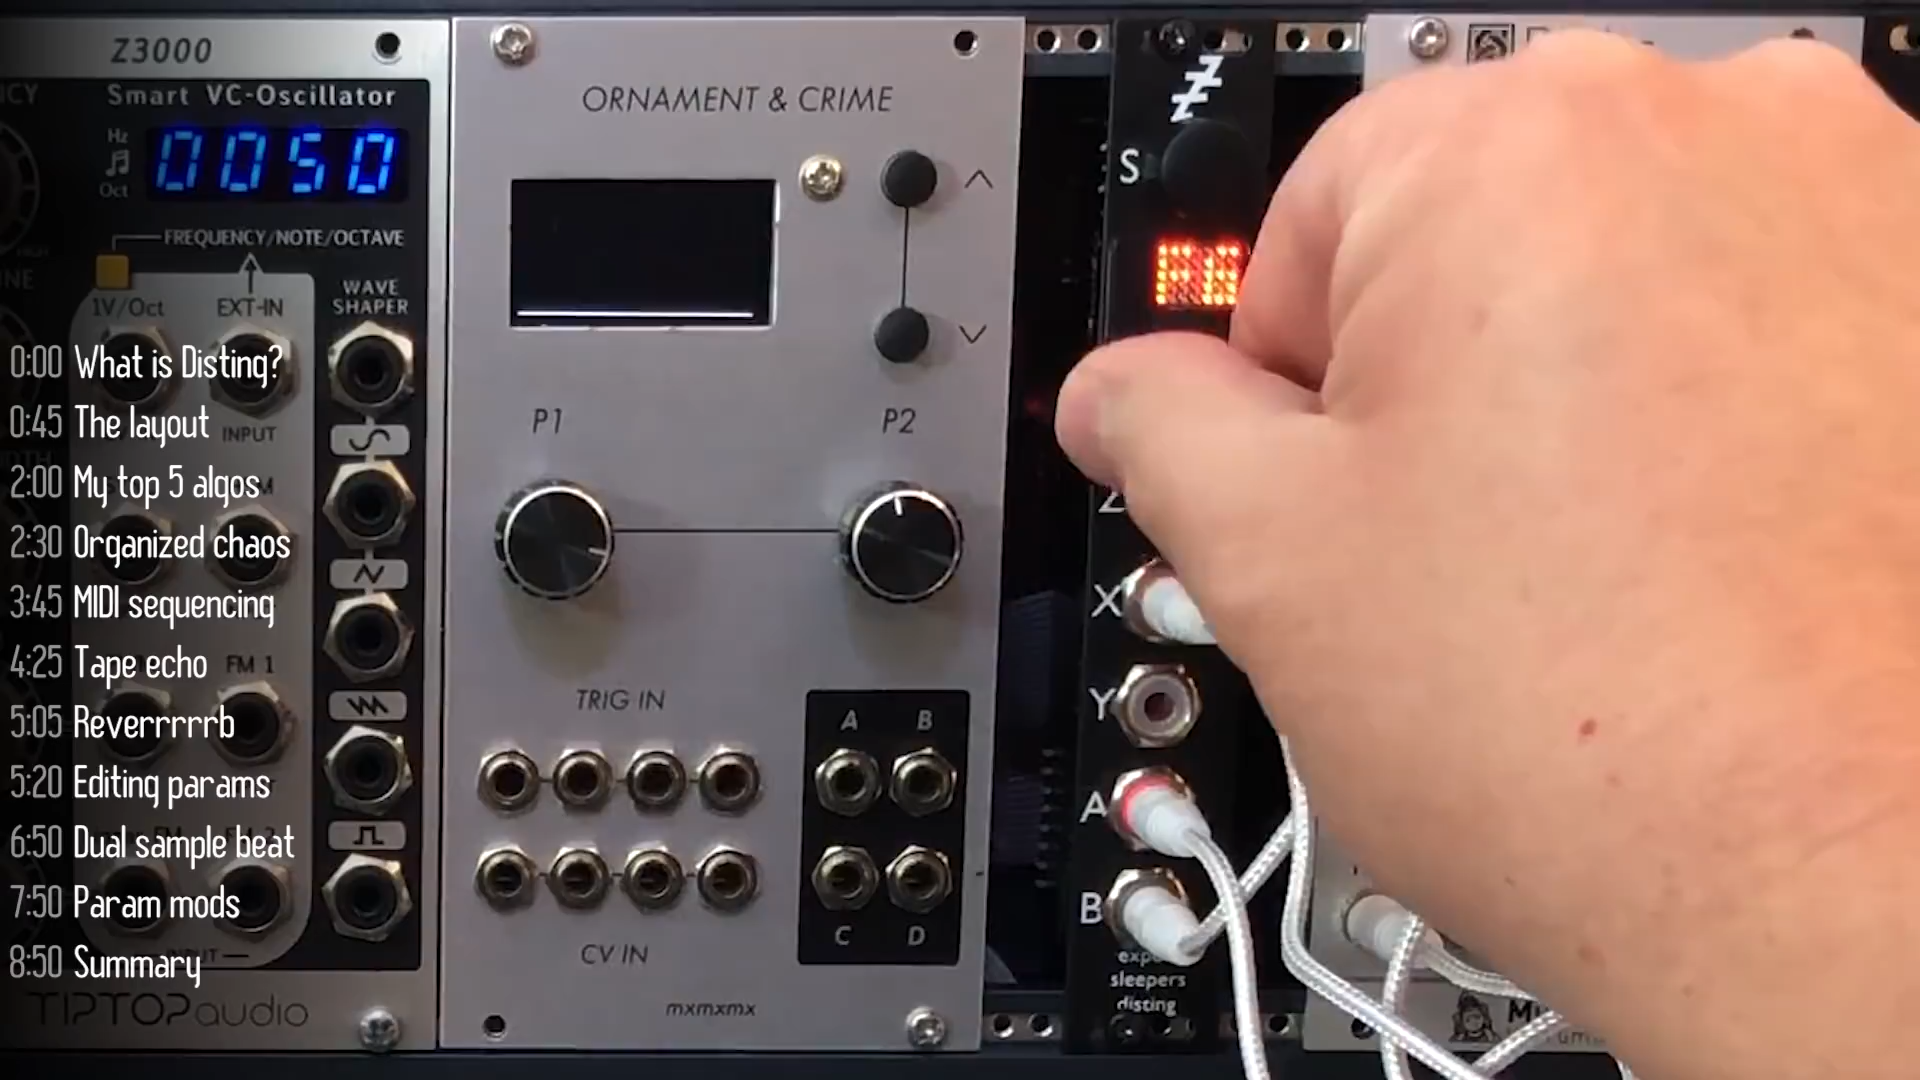 Z3000
Smart VC-Oscillator
Hz
Oct
0050
FREQUENCY/NOTE/OCTAVE
1V/Oct
EXT-IN
WAVE
SHAPER
INPUT
FM 1
TIPTOP audio
ORNAMENT & CRIME
P1
P2
TRIG IN
CV IN
A
B
C
D
mxmxmx
S
Z
X
Y
A
B
sleepers
disting
0:00 What is Disting?
0:45 The layout
2:00 My top 5 algos
2:30 Organized chaos
3:45 MIDI sequencing
4:25 Tape echo
5:05 Reverrrrrb
5:20 Editing params
6:50 Dual sample beat
7:50 Param mods
8:50 Summary